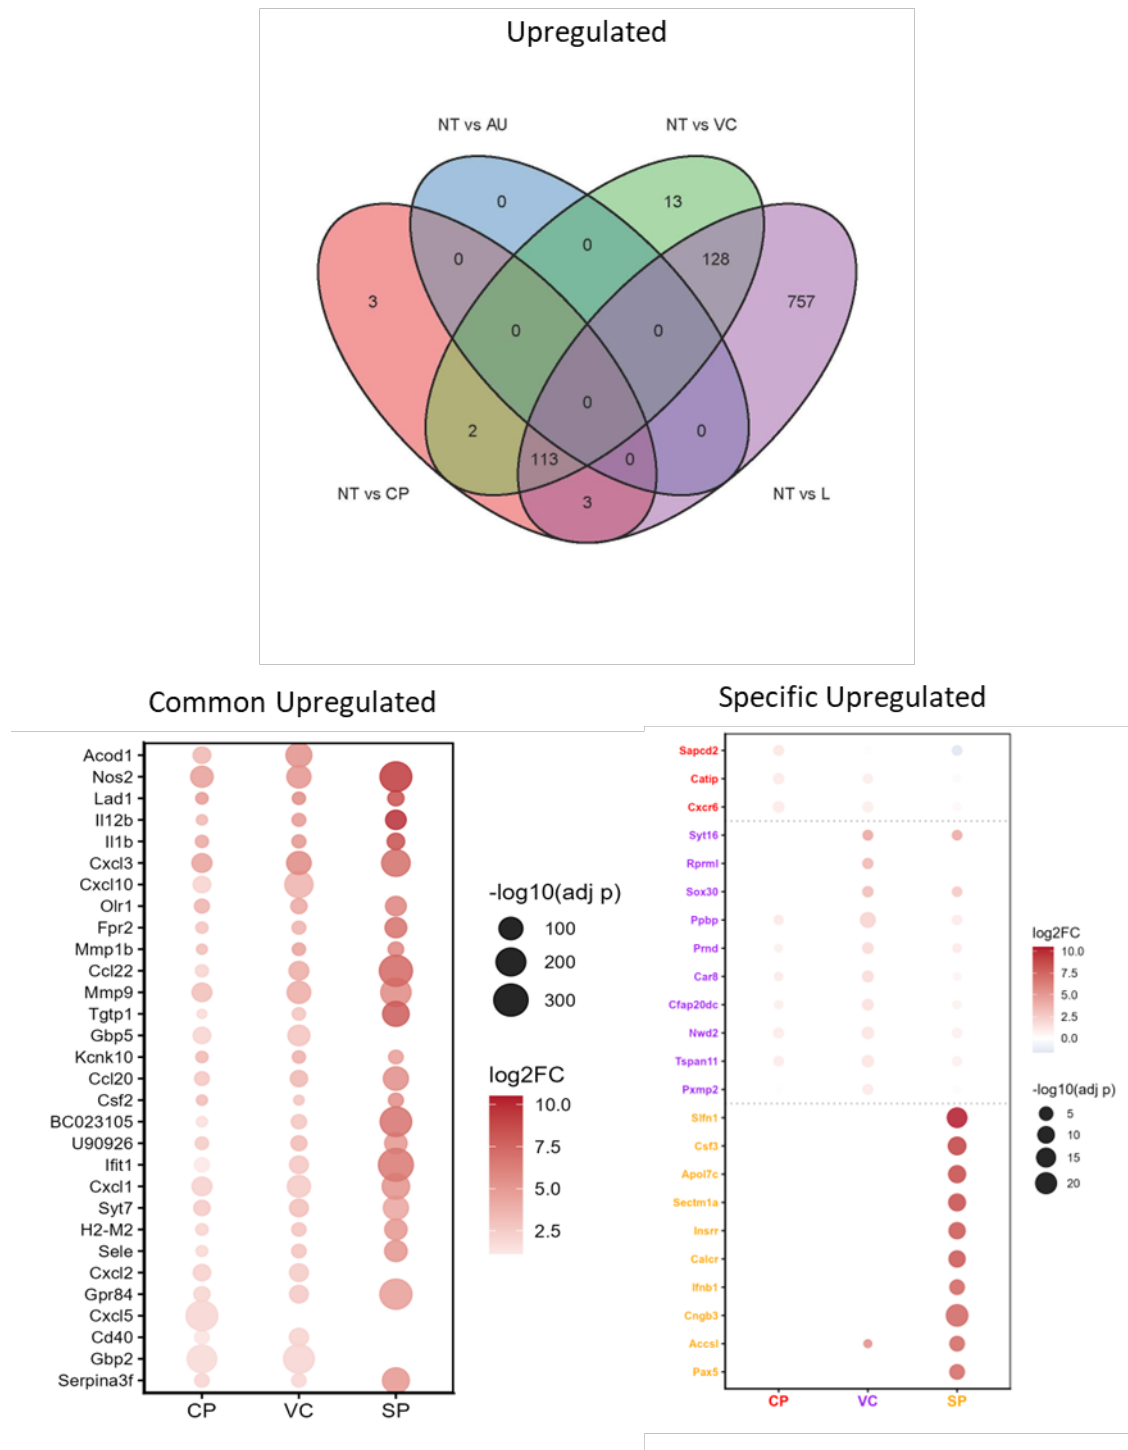 Upregulated
NT vs AU
NT vs VC
0
13
0
0
128
3
757
0
0
0
2
0
113
0
NT vs CP
NT vs L
3
Common Upregulated
Acod1
Nos2
Lad1
Il12b
Il1b
Cxcl3
Cxcl10
Olr1
Fpr2
Mmp1b
Ccl22
Mmp9
Tgtp1
Gbp5
Kcnk10
Ccl20
Csf2
BC023105
U90926
Ifit1
Cxcl1
Syt7
H2-M2
Sele
Cxcl2
Gpr84
Cxcl5
Cd40
Gbp2
Serpina3f
CP VC SP
-log10(adj p)
100
200
300
log2FC
10.0
7.5
5.0
2.5
Specific Upregulated
Sapcd2
Catip
Cxcr6
Syt16
Rprml
Sox30
Ppbp
Prnd
Car8
Cfap20dc
Nwd2
Tspan11
Pxmp2
Slfn1
Csf3
Apol7c
Sectm1a
Insrr
Calcr
Ifnb1
Cngb3
Accsl
Pax5
CP VC SP
log2FC
10.0
7.5
5.0
2.5
0.0
-log10(adj p)
5
10
15
20